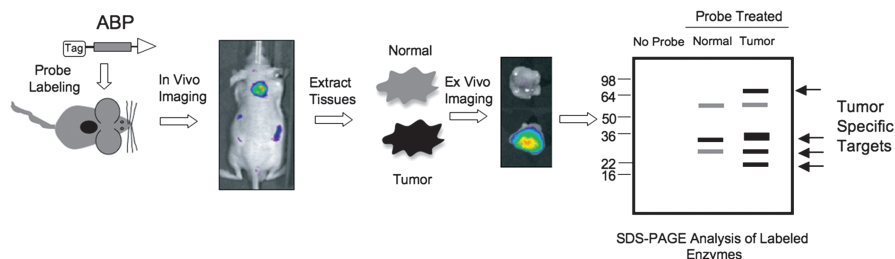 ABP
Tag
Probe
Labeling
In Vivo
Imaging
Extract
Tissues
Normal
Tumor
Ex Vivo
Imaging
Probe Treated
No Probe Normal Tumor
98
64
50
36
22
16
Tumor
Specific
Targets
SDS-PAGE Analysis of Labeled
Enzymes